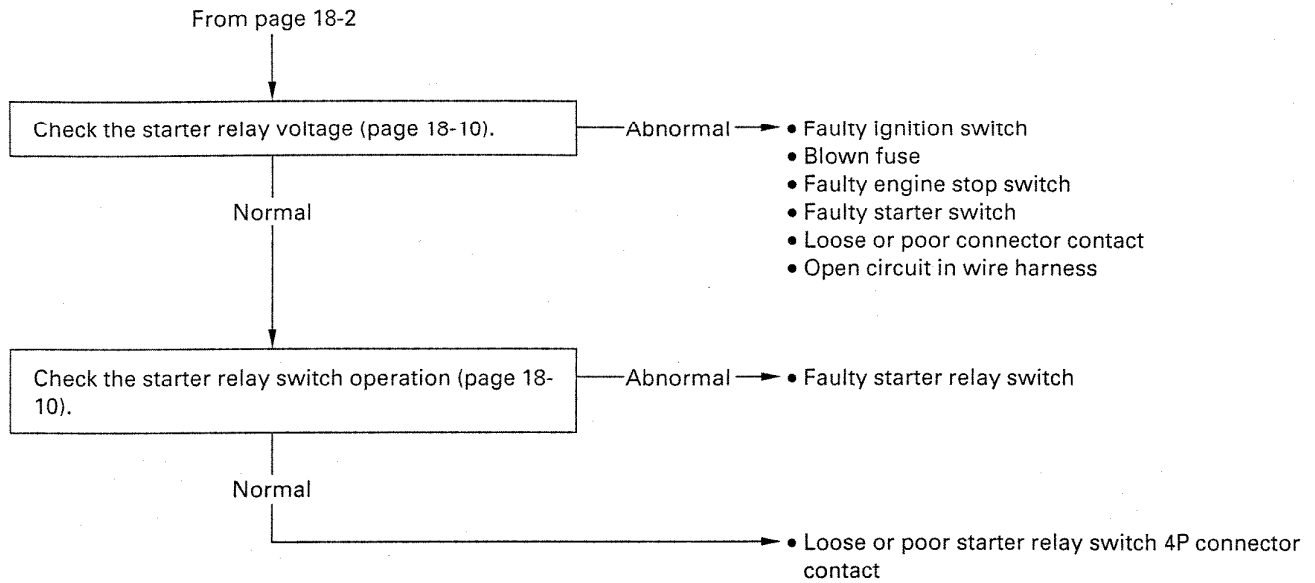 From page 18-2
Check the starter relay voltage (page 18-10).
Abnormal
• Faulty ignition switch
• Blown fuse
• Faulty engine stop switch
• Faulty starter switch
• Loose or poor connector contact
• Open circuit in wire harness
Normal
Check the starter relay switch operation (page 18-
10).
Abnormal
• Faulty starter relay switch
Normal
• Loose or poor starter relay switch 4P connector
contact